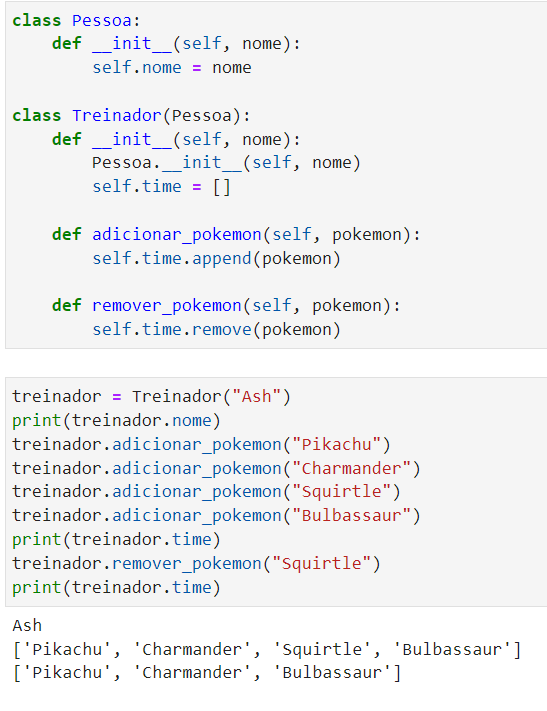 class Pessoa:
    def __init__(self, nome):
        self.nome = nome

class Treinador(Pessoa):
    def __init__(self, nome):
        Pessoa.__init__(self, nome)
        self.time = []

    def adicionar_pokemon(self, pokemon):
        self.time.append(pokemon)

    def remover_pokemon(self, pokemon):
        self.time.remove(pokemon)

treinador = Treinador("Ash")
print(treinador.nome)
treinador.adicionar_pokemon("Pikachu")
treinador.adicionar_pokemon("Charmander")
treinador.adicionar_pokemon("Squirtle")
treinador.adicionar_pokemon("Bulbassaur")
print(treinador.time)
treinador.remover_pokemon("Squirtle")
print(treinador.time)

Ash
['Pikachu', 'Charmander', 'Squirtle', 'Bulbassaur']
['Pikachu', 'Charmander', 'Bulbassaur']